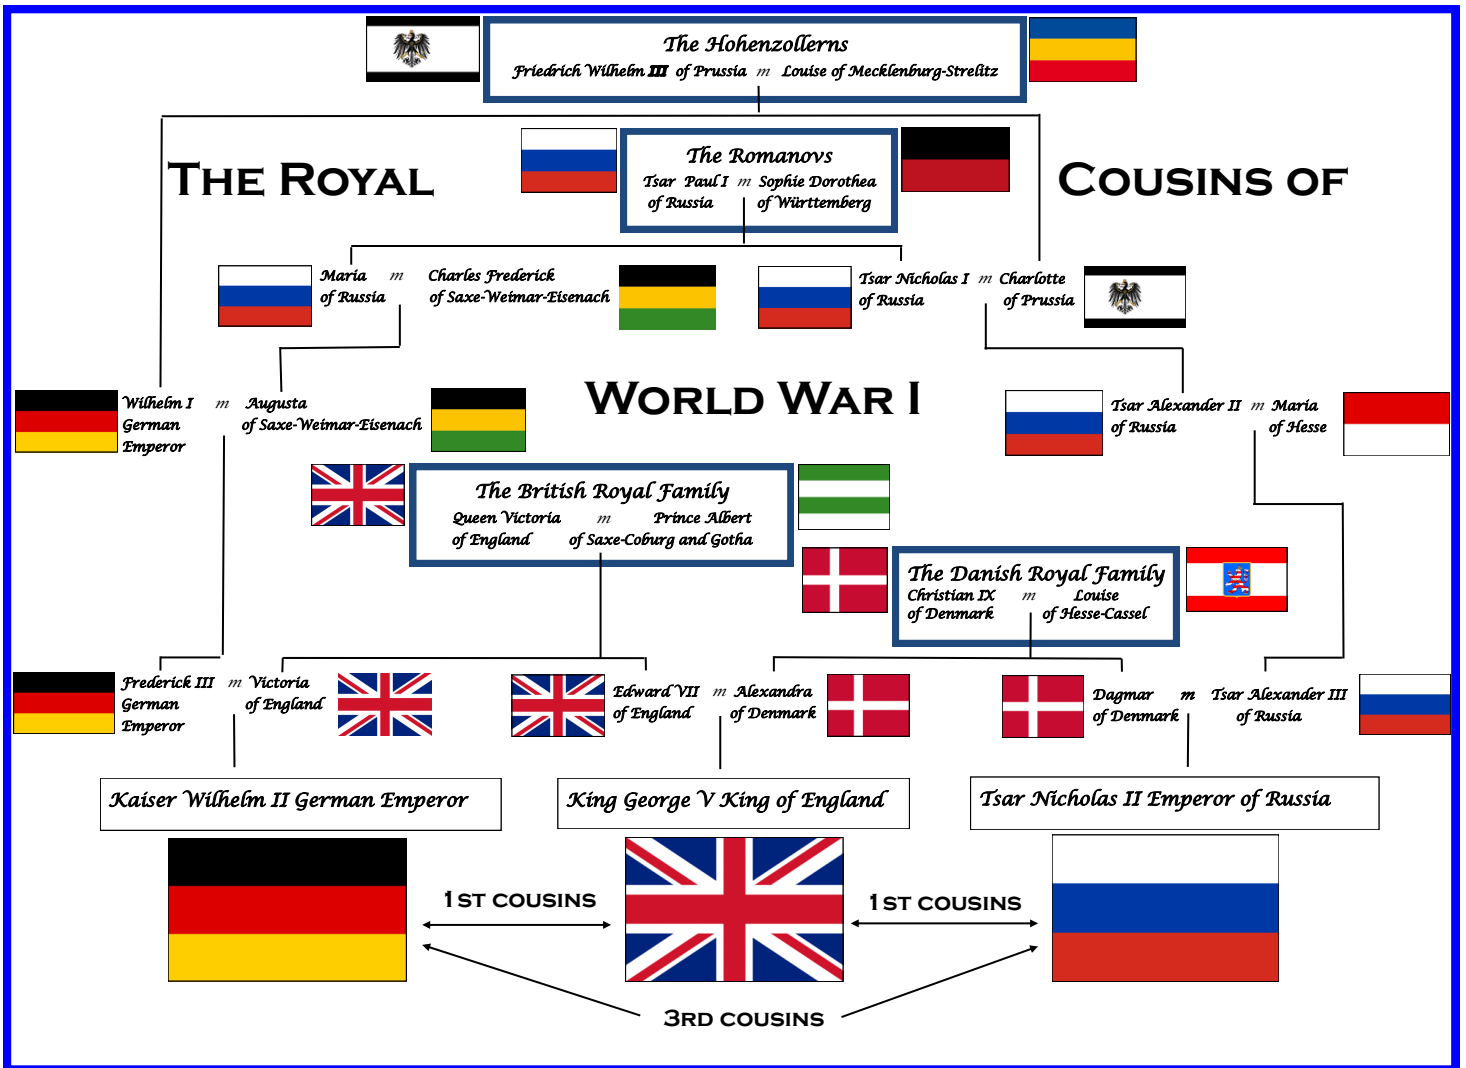 The Hohenzollerns
Friedrich Wilhelm III of Prussia m Louise of Mecklenburg-Strelitz
The Royal
Cousins of
World War I
The Romanovs
Tsar Paul I m Sophie Dorothea
of Russia of Württemberg
Maria m Charles Frederick
of Russia of Saxe-Weimar-Eisenach
Tsar Nicholas I m Charlotte
of Russia of Prussia
Wilhelm I m Augusta
German of Saxe-Weimar-Eisenach
Emperor
Tsar Alexander II m Maria
of Russia of Hesse
The British Royal Family
Queen Victoria m Prince Albert
of England of Saxe-Coburg and Gotha
The Danish Royal Family
Christian IX m Louise
of Denmark of Hesse-Cassel
Frederick III m Victoria
German of England
Emperor
Edward VII m Alexandra
of England of Denmark
Dagmar m Tsar Alexander III
of Denmark of Russia
Kaiser Wilhelm II German Emperor
King George V King of England
Tsar Nicholas II Emperor of Russia
1st cousins
1st cousins
3rd cousins